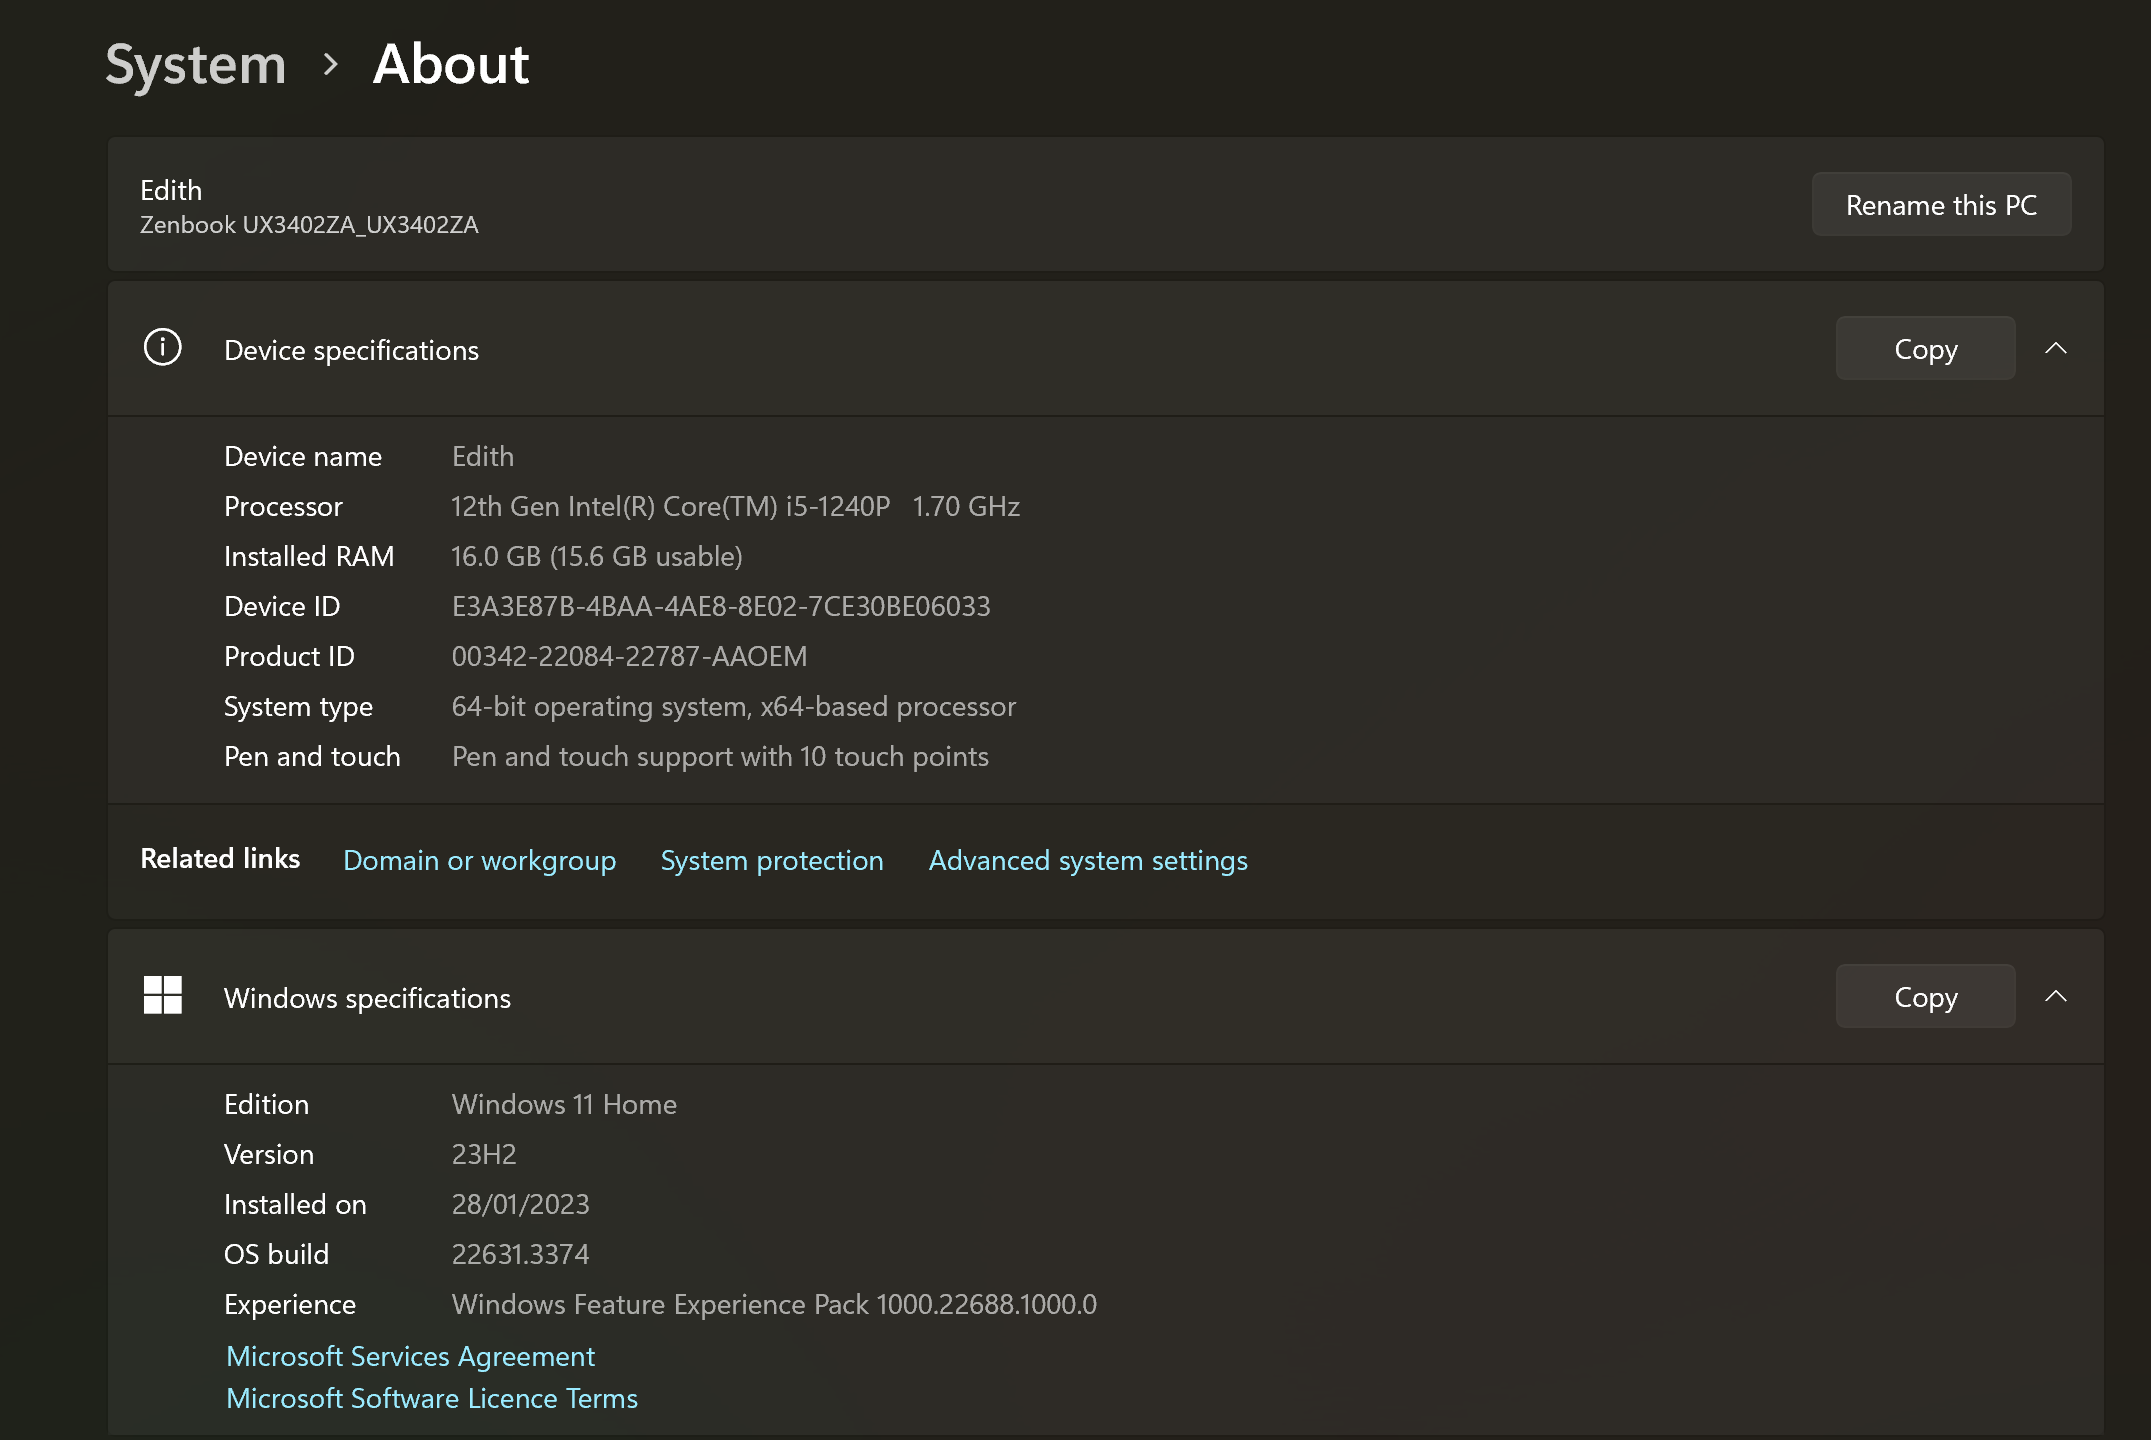 System > About
Edith
Zenbook UX3402ZA_UX3402ZA
Rename this PC
Device specifications
Copy
Device name Edith
Processor 12th Gen Intel(R) Core(TM) i5-1240P 1.70 GHz
Installed RAM 16.0 GB (15.6 GB usable)
Device ID E3A3E87B-4BAA-4AE8-8E02-7CE30BE06033
Product ID 00342-22084-22787-AAOEM
System type 64-bit operating system, x64-based processor
Pen and touch Pen and touch support with 10 touch points
Related links Domain or workgroup System protection Advanced system settings
Windows specifications
Copy
Edition Windows 11 Home
Version 23H2
Installed on 28/01/2023
OS build 22631.3374
Experience Windows Feature Experience Pack 1000.22688.1000.0
Microsoft Services Agreement
Microsoft Software Licence Terms